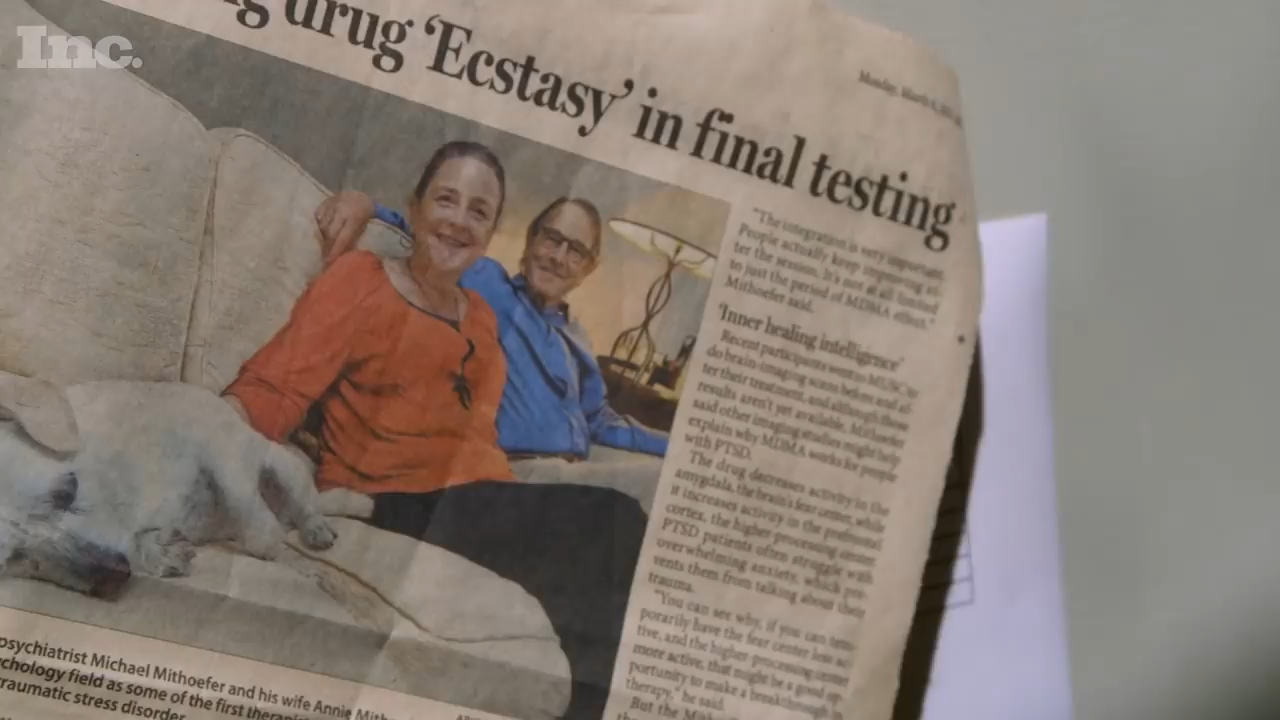 Inc.
drug ‘Ecstasy’ in final testing
Monday, March
"The integration is very important.
People actually keep improving af-
ter the session. It's not at all limited
to just the period of MDMA effect,"
Mithoefer said.
'Inner healing intelligence'
Recent participants went to MUSC to
do brain-imaging scans before and af-
ter their treatment, and although those
results aren't yet available, Mithoefer
said other imaging studies might help
explain why MDMA works for people
with PTSD.
The drug decreases activity in the
amygdala, the brain's fear center, while
it increases activity in the prefrontal
cortex, the higher-processing center.
PTSD patients often struggle with
overwhelming anxiety, which pre-
vents them from talking about their
trauma.
"You can see why, if you can tem-
porarily have the fear center less ac-
tive, and the higher-processing center
more active, that might be a good op-
portunity to make a breakthrough in
therapy," he said.
But the
psychiatrist Michael Mithoefer and his wife Annie
chology field as some of the first
raumatic stress disorder.